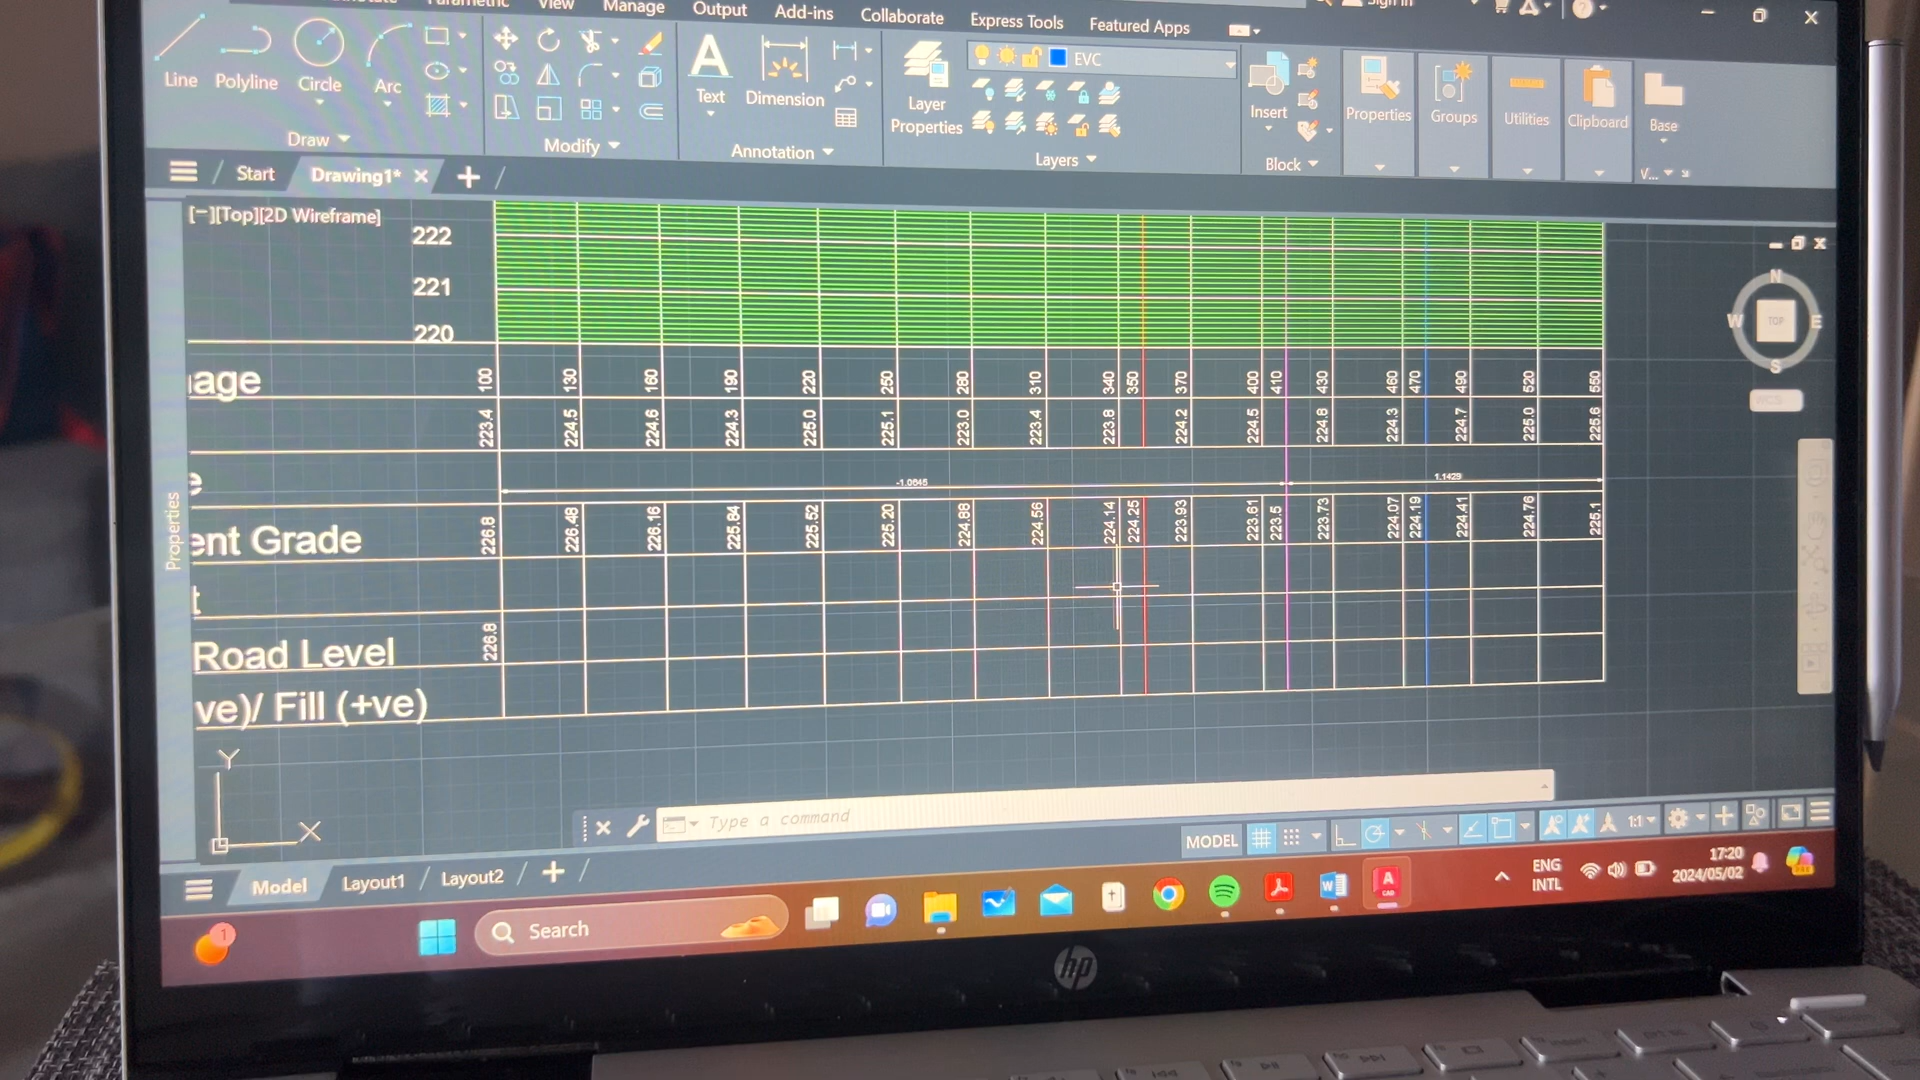 View
Manage
Output
Add-ins
Collaborate
Express Tools
Featured Apps
Line
Polyline
Circle
Arc
Draw
Modify
Text
Dimension
Annotation
Layer
Properties
EVC
Layers
Insert
Block
Properties
Groups
Utilities
Clipboard
Base
V...
Start
Drawing1*
[−][Top][2D Wireframe]
222
221
220
N
W
TOP
E
S
WCS
age
100 130 160 190 220 250 280 310 340 350 370 400 410 430 460 470 490 520 550
223.4 224.5 224.6 224.3 225.0 225.1 223.0 223.4 223.8 224.2 224.5 224.8 224.3 224.7 225.0 225.6
e
-1.0645 1.1429
ent Grade
226.8 226.48 226.16 225.84 225.52 225.20 224.88 224.56 224.14 224.25 223.93 223.61 223.5 223.73 224.07 224.19 224.41 224.76 225.1
t
Road Level
226.8
ve)/ Fill (+ve)
Properties
Y
X
Type a command
MODEL
1:1
Model
Layout1
Layout2
Search
ENG
INTL
17:20
2024/05/02
1
hp